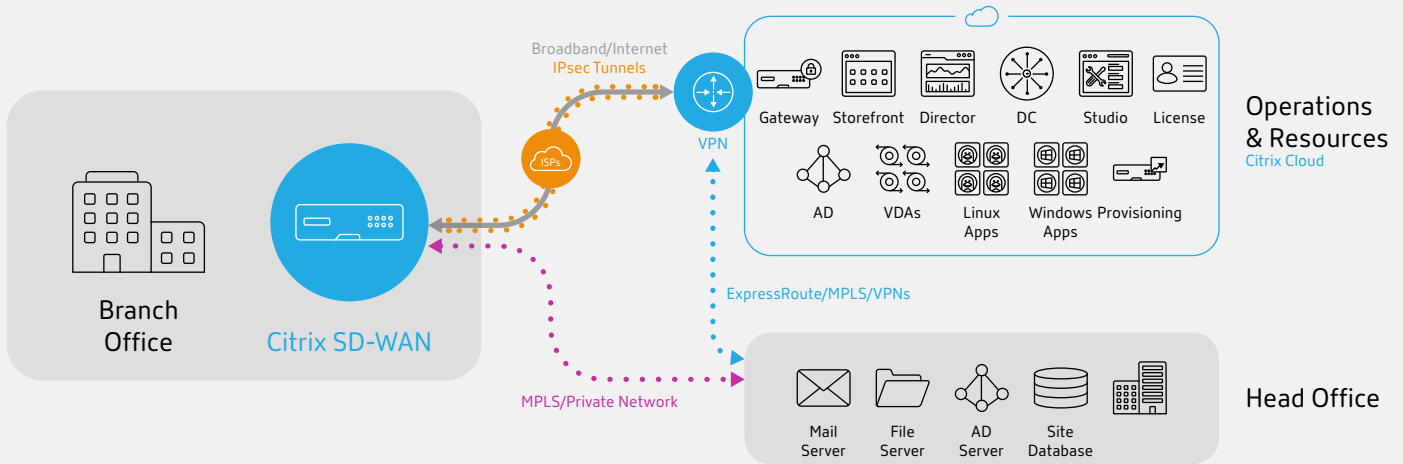 Broadband/Internet
IPsec Tunnels
ISPs
VPN
Gateway
Storefront
Director
DC
Studio
License
AD
VDAs
Linux
Apps
Windows
Apps
Provisioning
Operations
& Resources
Citrix Cloud
Branch
Office
Citrix SD-WAN
ExpressRoute/MPLS/VPNs
MPLS/Private Network
Mail
Server
File
Server
AD
Server
Site
Database
Head Office